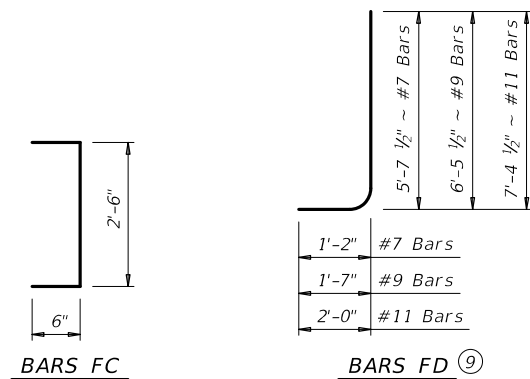 2'-6"
6"
BARS FC
5'-7 ½" ~ #7 Bars
6'-5 ½" ~ #9 Bars
7'-4 ½" ~ #11 Bars
1'-2" #7 Bars
1'-7" #9 Bars
2'-0" #11 Bars
BARS FD 9